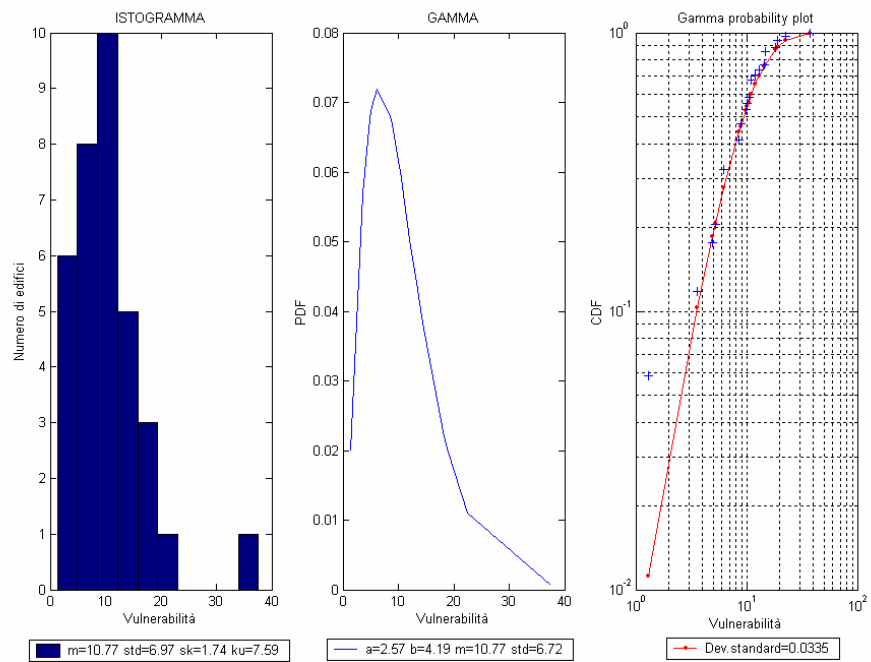 ISTOGRAMMA
10
9
8
7
6
5
4
3
2
1
0
Numero di edifici
0 10 20 30 40
Vulnerabilità
m=10.77 std=6.97 sk=1.74 ku=7.59
GAMMA
0.08
0.07
0.06
0.05
0.04
0.03
0.02
0.01
0
PDF
0 10 20 30 40
Vulnerabilità
a=2.57 b=4.19 m=10.77 std=6.72
Gamma probability plot
10^0
10^-1
10^-2
CDF
10^0 10^1 10^2
Vulnerabilità
Dev.standard=0.0335